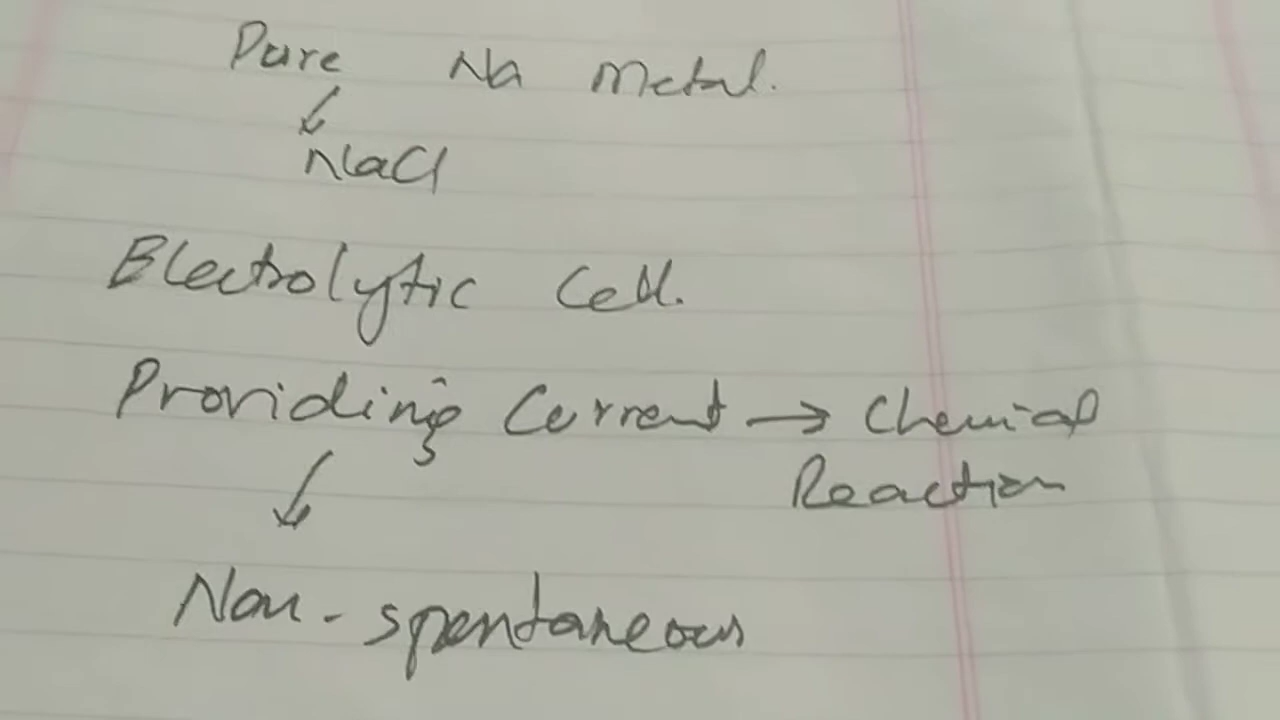 Pure Na Metal.
NaCl
Electrolytic Cell.
Providing Current → Chemical
Reaction
Non-spontaneous